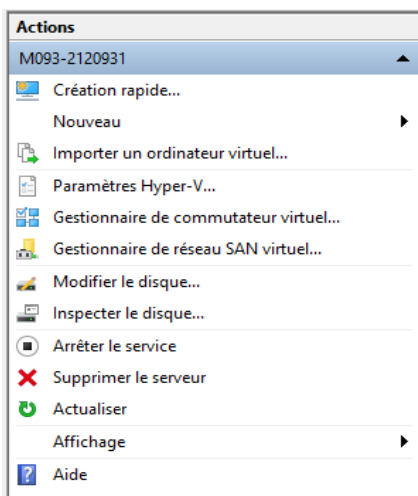 Actions
M093-2120931
Création rapide...
Nouveau
Importer un ordinateur virtuel...
Paramètres Hyper-V...
Gestionnaire de commutateur virtuel...
Gestionnaire de réseau SAN virtuel...
Modifier le disque...
Inspecter le disque...
Arrêter le service
Supprimer le serveur
Actualiser
Affichage
Aide